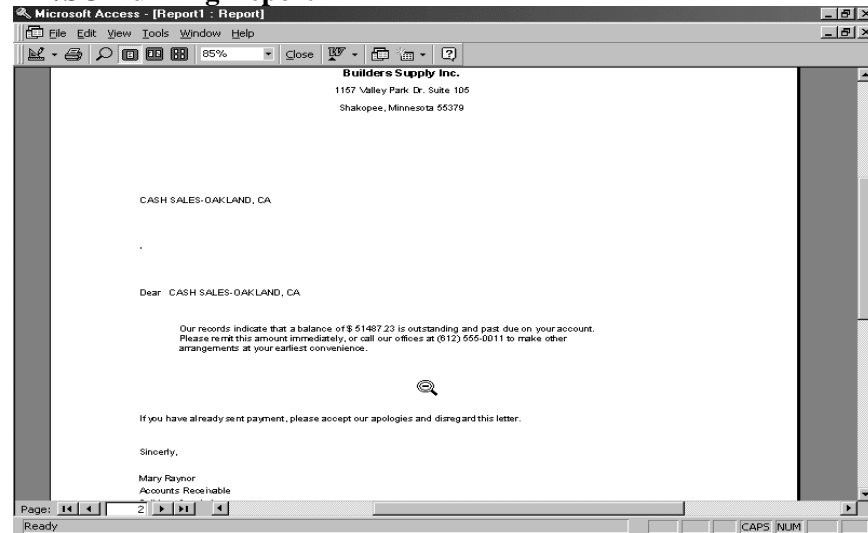 Microsoft Access - [Report1 : Report]
File Edit View Tools Window Help
85% Close
Builders Supply Inc.
1157 Valley Park Dr. Suite 105
Shakopee, Minnesota 55379
CASH SALES-OAKLAND, CA
.
Dear CASH SALES-OAKLAND, CA
Our records indicate that a balance of $ 51487.23 is outstanding and past due on your account.
Please remit this amount immediately, or call our offices at (612) 555-0011 to make other
arrangements at your earliest convenience.
If you have already sent payment, please accept our apologies and disregard this letter.
Sincerly,
Mary Raynor
Accounts Receivable
Page: 2
Ready CAPS NUM